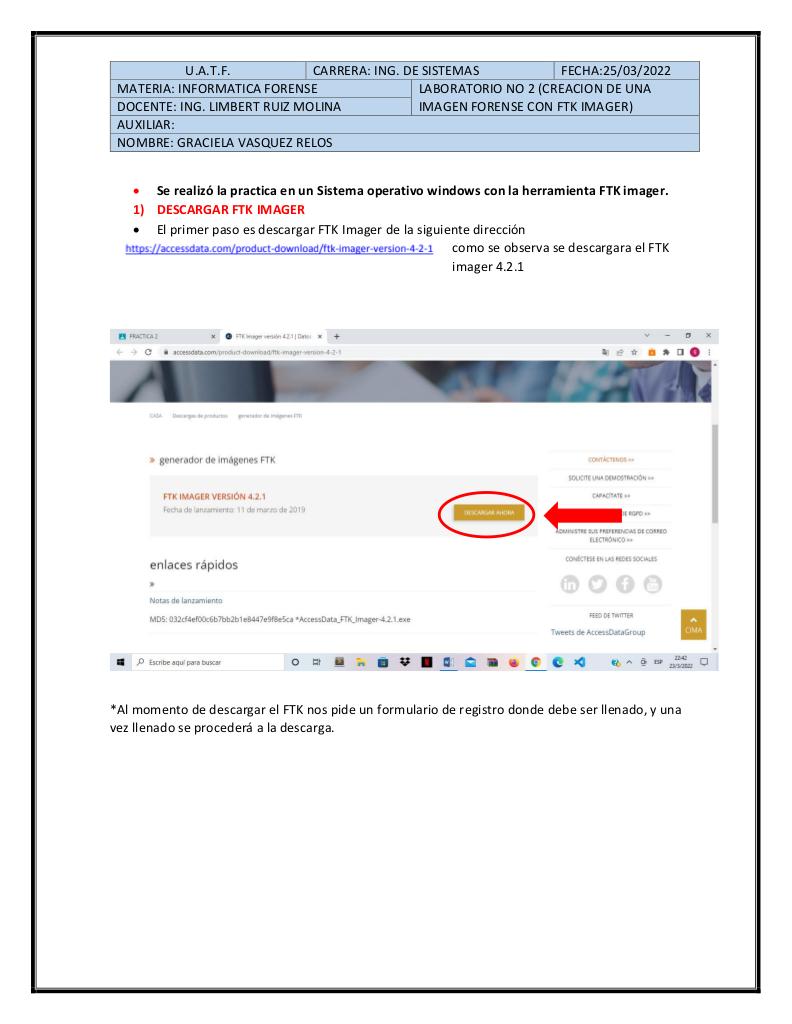 U.A.T.F. CARRERA: ING. DE SISTEMAS FECHA:25/03/2022
MATERIA: INFORMATICA FORENSE
DOCENTE: ING. LIMBERT RUIZ MOLINA
LABORATORIO NO 2 (CREACION DE UNA
IMAGEN FORENSE CON FTK IMAGER)
AUXILIAR:
NOMBRE: GRACIELA VASQUEZ RELOS
• Se realizó la practica en un Sistema operativo windows con la herramienta FTK imager.
1) DESCARGAR FTK IMAGER
• El primer paso es descargar FTK Imager de la siguiente dirección
https://accessdata.com/product-download/ftk-imager-version-4-2-1 como se observa se descargara el FTK
imager 4.2.1
PRACTICA 2
FTK Imager versión 4.2.1 | Datos
accessdata.com/product-download/ftk-imager-version-4-2-1
CASA Descargas de productos generador de imágenes FTK
» generador de imágenes FTK
FTK IMAGER VERSIÓN 4.2.1
Fecha de lanzamiento: 11 de marzo de 2019
DESCARGAR AHORA
enlaces rápidos
»
Notas de lanzamiento
MD5: 032cf4ef00c6b7bb2b1e8447e9f8e5ca *AccessData_FTK_Imager-4.2.1.exe
CONTÁCTENOS »»
SOLICITE UNA DEMOSTRACIÓN »»
CAPACÍTATE »»
RGPD »»
ADMINISTRE SUS PREFERENCIAS DE CORREO
ELECTRÓNICO »»
CONÉCTESE EN LAS REDES SOCIALES
FEED DE TWITTER
Tweets de AccessDataGroup
CIMA
Escribe aquí para buscar
ESP
22:42
23/3/2022
*Al momento de descargar el FTK nos pide un formulario de registro donde debe ser llenado, y una
vez llenado se procederá a la descarga.